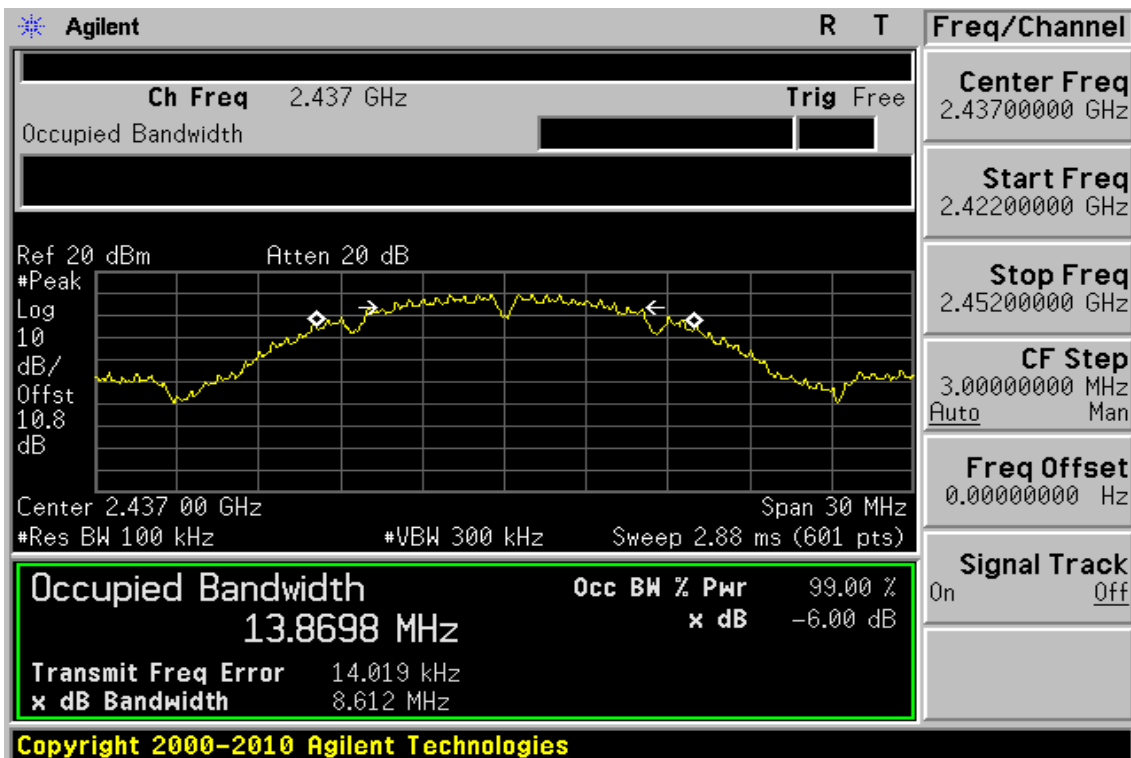 Agilent R T
Freq/Channel
Ch Freq 2.437 GHz Trig Free
Occupied Bandwidth
Center Freq
2.43700000 GHz
Start Freq
2.42200000 GHz
Stop Freq
2.45200000 GHz
CF Step
3.00000000 MHz
Auto Man
Freq Offset
0.00000000 Hz
Signal Track
On Off
Ref 20 dBm Atten 20 dB
#Peak
Log
10
dB/
Offst
10.8
dB
Center 2.437 00 GHz Span 30 MHz
#Res BW 100 kHz #VBW 300 kHz Sweep 2.88 ms (601 pts)
Occupied Bandwidth Occ BW % Pwr 99.00 %
13.8698 MHz x dB -6.00 dB
Transmit Freq Error 14.019 kHz
x dB Bandwidth 8.612 MHz
Copyright 2000-2010 Agilent Technologies